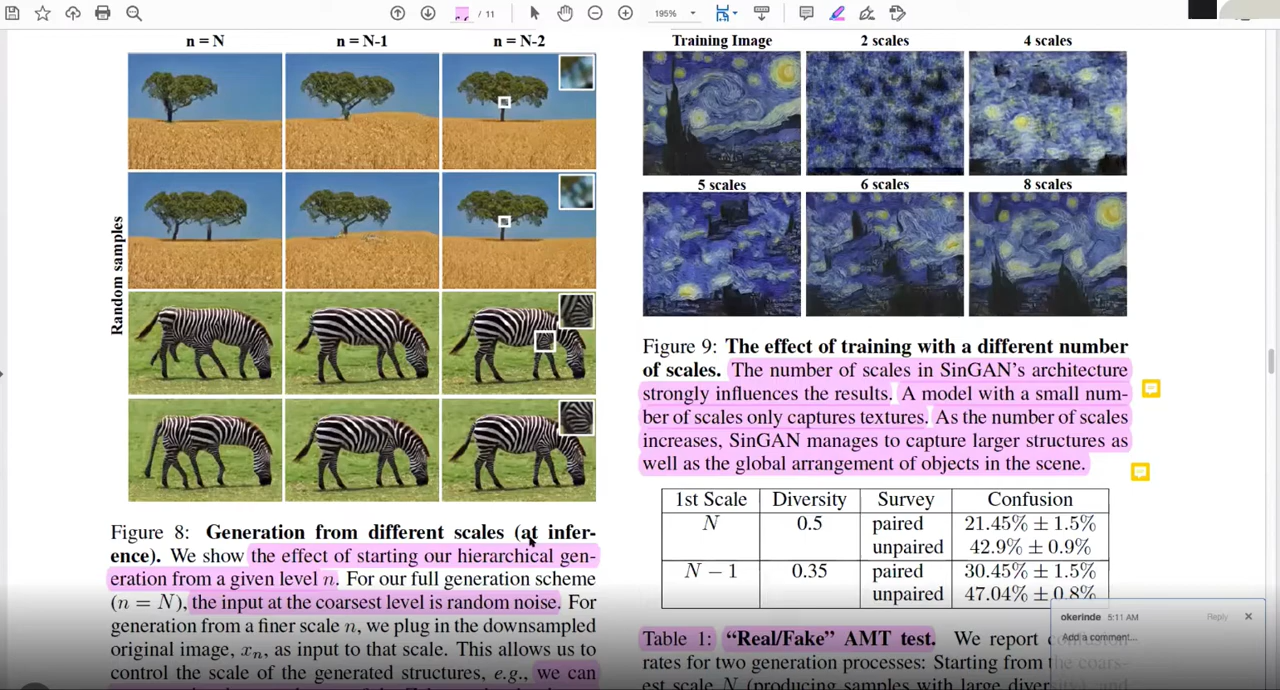 / 11
195%
n = N
n = N-1
n = N-2
Random samples
Figure 8: Generation from different scales (at infer-
ence). We show the effect of starting our hierarchical gen-
eration from a given level n. For our full generation scheme
(n = N), the input at the coarsest level is random noise. For
generation from a finer scale n, we plug in the downsampled
original image, xₙ, as input to that scale. This allows us to
control the scale of the generated structures, e.g., we can
Training Image
2 scales
4 scales
5 scales
6 scales
8 scales
Figure 9: The effect of training with a different number
of scales. The number of scales in SinGAN's architecture
strongly influences the results. A model with a small num-
ber of scales only captures textures. As the number of scales
increases, SinGAN manages to capture larger structures as
well as the global arrangement of objects in the scene.
1st Scale Diversity Survey Confusion
N 0.5 paired 21.45% ± 1.5%
unpaired 42.9% ± 0.9%
N − 1 0.35 paired 30.45% ± 1.5%
unpaired 47.04% ± 0.8%
Table 1: "Real/Fake" AMT test. We report
rates for two generation processes: Starting from the
est scale N (producing samples with large
okerinde 5:11 AM Reply
Add a comment...